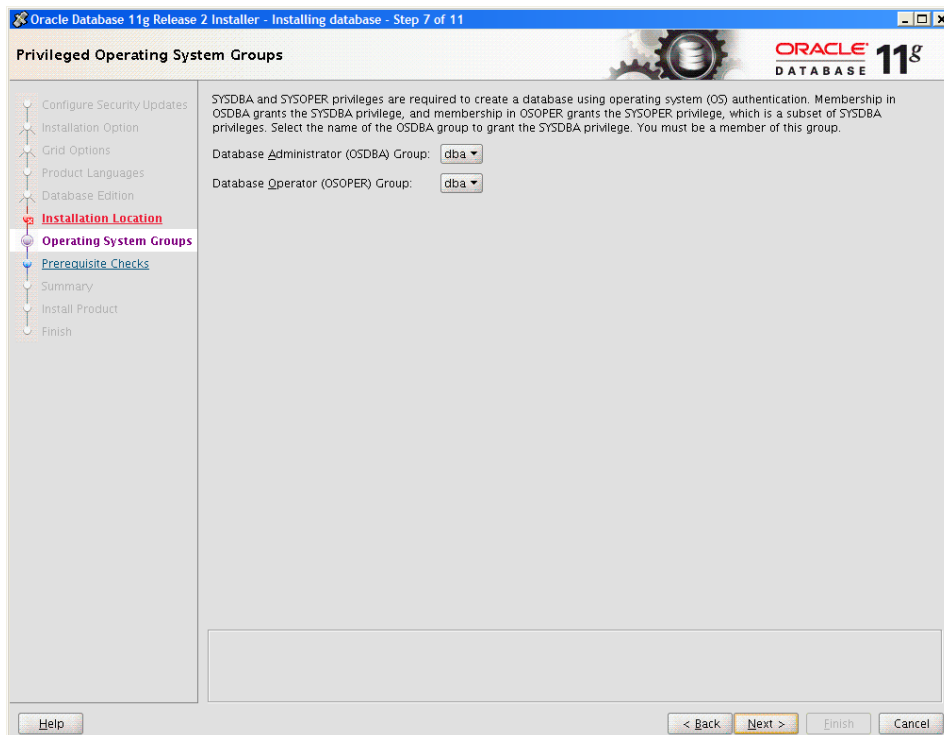 Oracle Database 11g Release 2 Installer - Installing database - Step 7 of 11
Privileged Operating System Groups
ORACLE
DATABASE
11g
Configure Security Updates
Installation Option
Grid Options
Product Languages
Database Edition
Installation Location
Operating System Groups
Prerequisite Checks
Summary
Install Product
Finish
SYSDBA and SYSOPER privileges are required to create a database using operating system (OS) authentication. Membership in
OSDBA grants the SYSDBA privilege, and membership in OSOPER grants the SYSOPER privilege, which is a subset of SYSDBA
privileges. Select the name of the OSDBA group to grant the SYSDBA privilege. You must be a member of this group.
Database Administrator (OSDBA) Group: dba
Database Operator (OSOPER) Group: dba
Help
< Back
Next >
Finish
Cancel